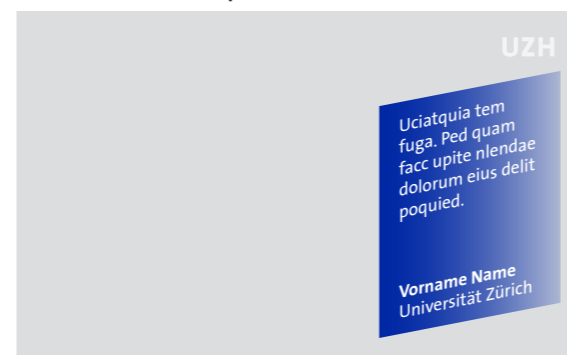 UZH
Uciatquia tem
fuga. Ped quam
facc upite nlendae
dolorum eius delit
poquied.
Vorname Name
Universität Zürich